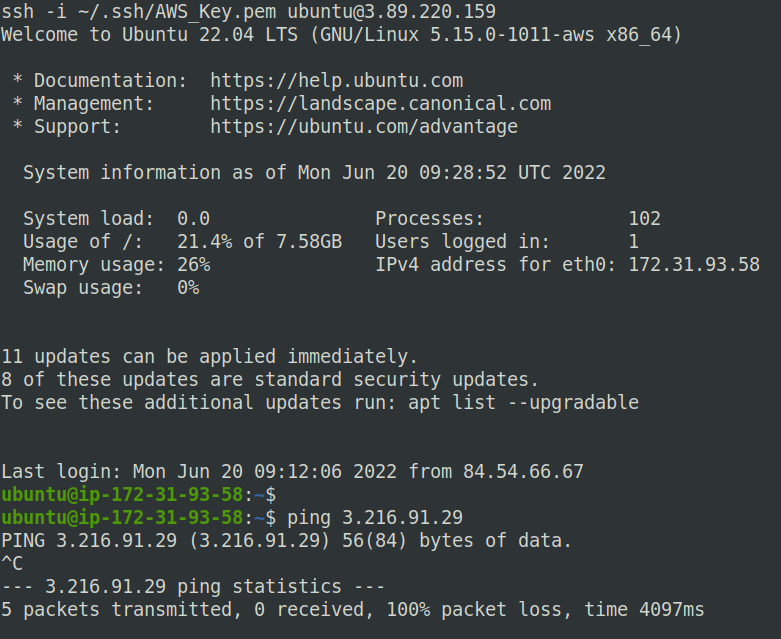 ssh -i ~/.ssh/AWS_Key.pem ubuntu@3.89.220.159
Welcome to Ubuntu 22.04 LTS (GNU/Linux 5.15.0-1011-aws x86_64)
* Documentation:  https://help.ubuntu.com
* Management:     https://landscape.canonical.com
* Support:        https://ubuntu.com/advantage
System information as of Mon Jun 20 09:28:52 UTC 2022
System load:  0.0               Processes:             102
Usage of /:   21.4% of 7.58GB   Users logged in:       1
Memory usage: 26%               IPv4 address for eth0: 172.31.93.58
Swap usage:   0%
11 updates can be applied immediately.
8 of these updates are standard security updates.
To see these additional updates run: apt list --upgradable
Last login: Mon Jun 20 09:12:06 2022 from 84.54.66.67
ubuntu@ip-172-31-93-58:~$
ubuntu@ip-172-31-93-58:~$ ping 3.216.91.29
PING 3.216.91.29 (3.216.91.29) 56(84) bytes of data.
^C
--- 3.216.91.29 ping statistics ---
5 packets transmitted, 0 received, 100% packet loss, time 4097ms